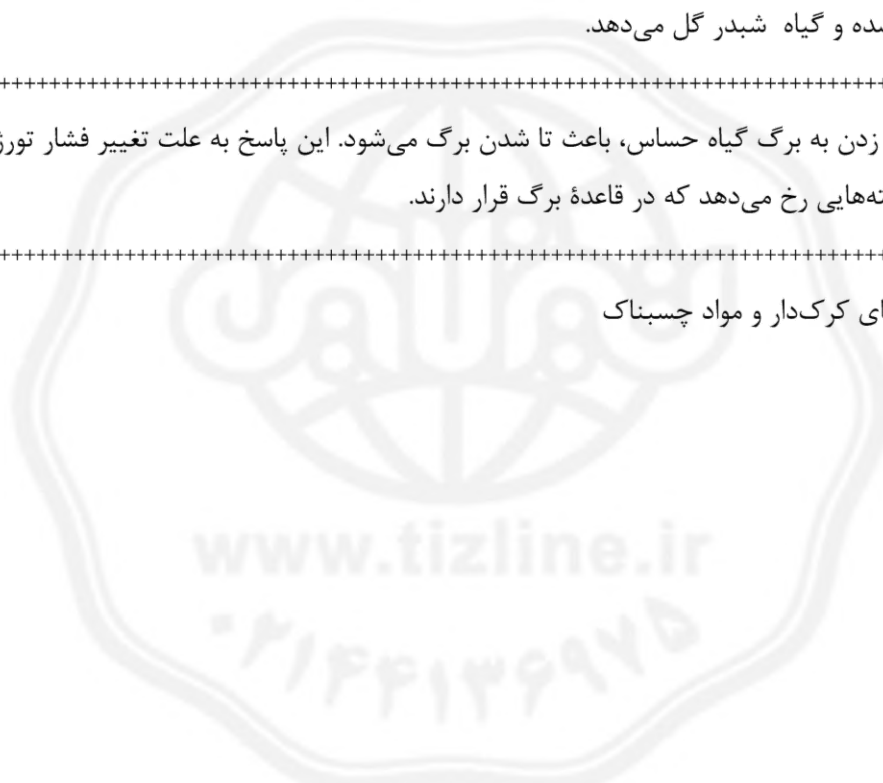 شده و گیاه شبدر گل می‌دهد.
++++++++++++++++++++++++++++++++++++++++++++++++++++++++++++++++++++++++
زدن به برگ گیاه حساس، باعث تا شدن برگ می‌شود. این پاسخ به علت تغییر فشار تورژ
ته‌هایی رخ می‌دهد که در قاعدهٔ برگ قرار دارند.
++++++++++++++++++++++++++++++++++++++++++++++++++++++++++++++++++++++++
ای کرک‌دار و مواد چسبناک
www.tizline.ir
۰۲۱۴۴۱۳۶۹۷۵